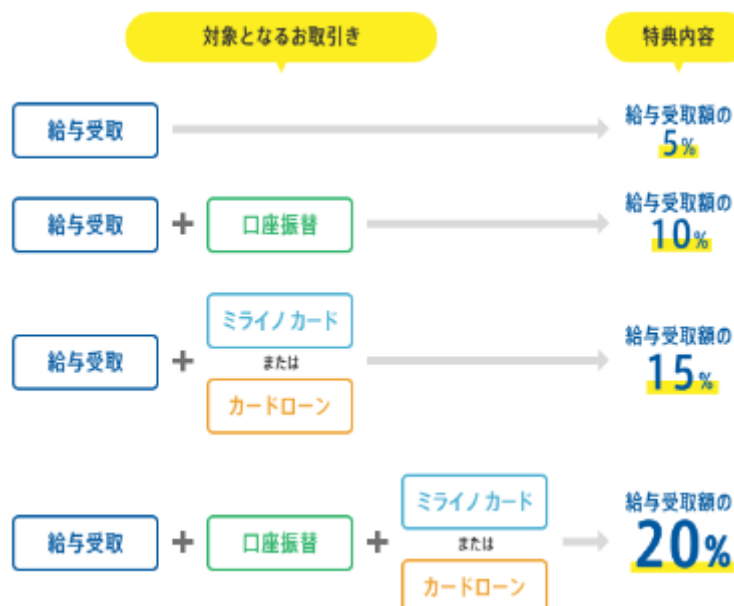 対象となるお取引き
特典内容
給与受取
給与受取額の
5%
給与受取 + 口座振替
給与受取額の
10%
給与受取 + ミライノ カード
または
カードローン
給与受取額の
15%
給与受取 + 口座振替 + ミライノ カード
または
カードローン
給与受取額の
20%